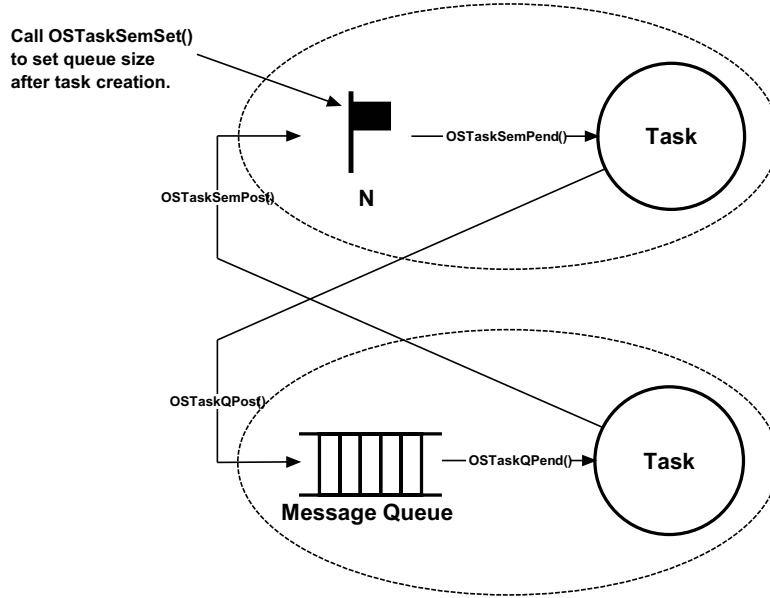 Call OSTaskSemSet()
to set queue size
after task creation.
OSTaskSemPend()
Task
OSTaskSemPost()
N
OSTaskQPost()
OSTaskQPend()
Task
Message Queue